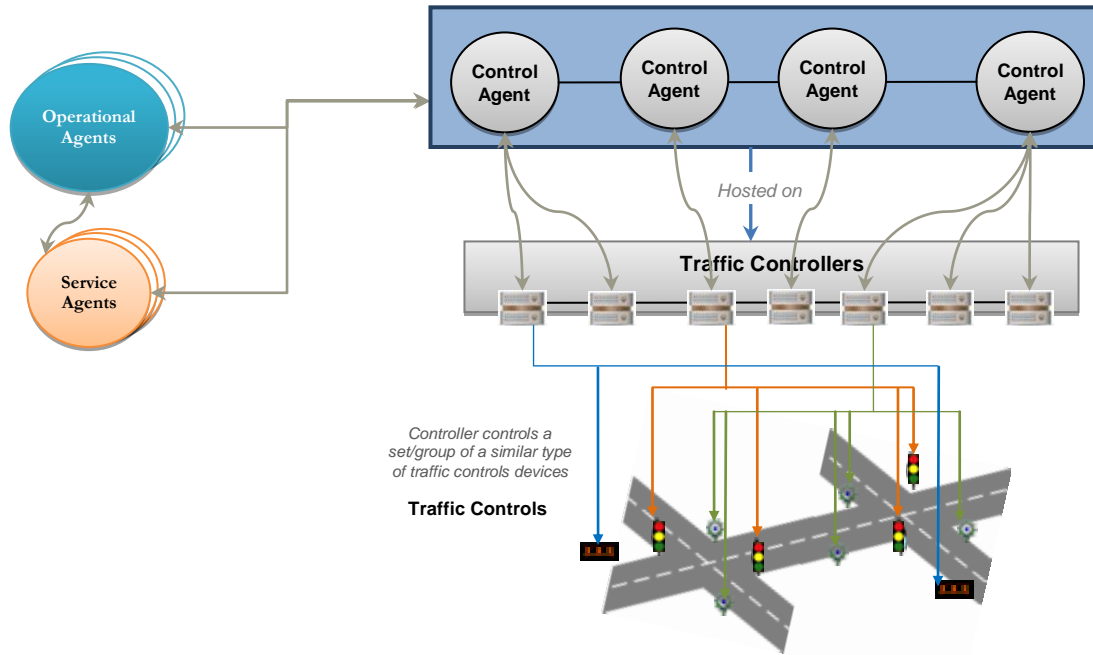 Control
Agent
Control
Agent
Control
Agent
Control
Agent
Operational
Agents
Hosted on
Service
Agents
Traffic Controllers
Controller controls a
set/group of a similar type
of traffic controls devices
Traffic Controls